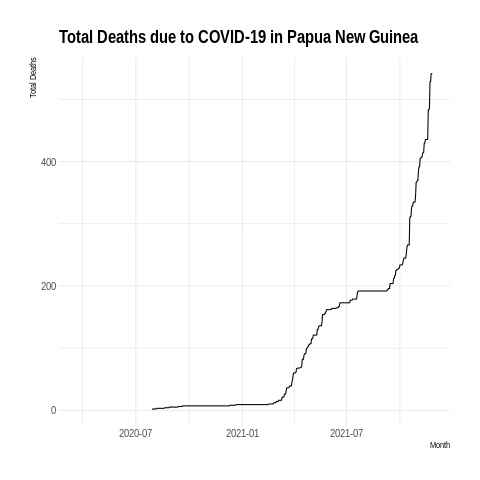 Total Deaths due to COVID-19 in Papua New Guinea
Total Deaths
400
200
0
2020-07
2021-01
2021-07
Month